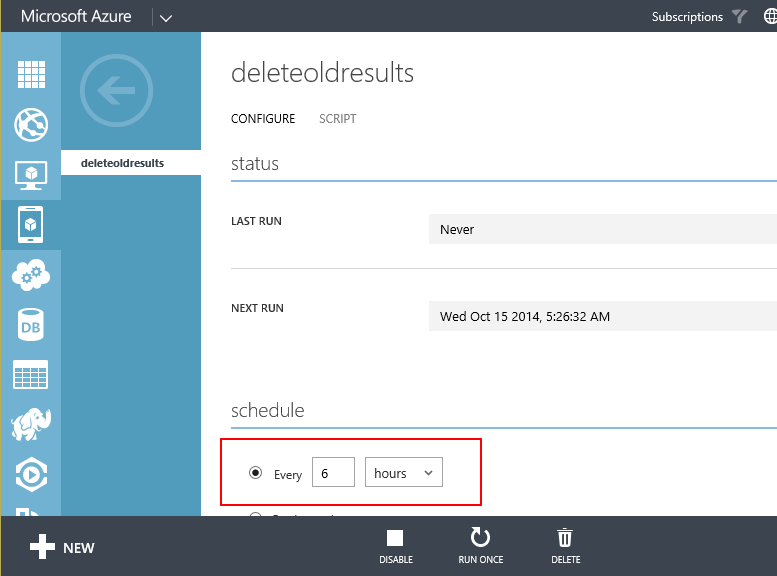 Microsoft Azure
Subscriptions
deleteoldresults
CONFIGURE SCRIPT
deleteoldresults
status
LAST RUN Never
NEXT RUN Wed Oct 15 2014, 5:26:32 AM
DB
schedule
Every 6 hours
NEW
DISABLE RUN ONCE DELETE